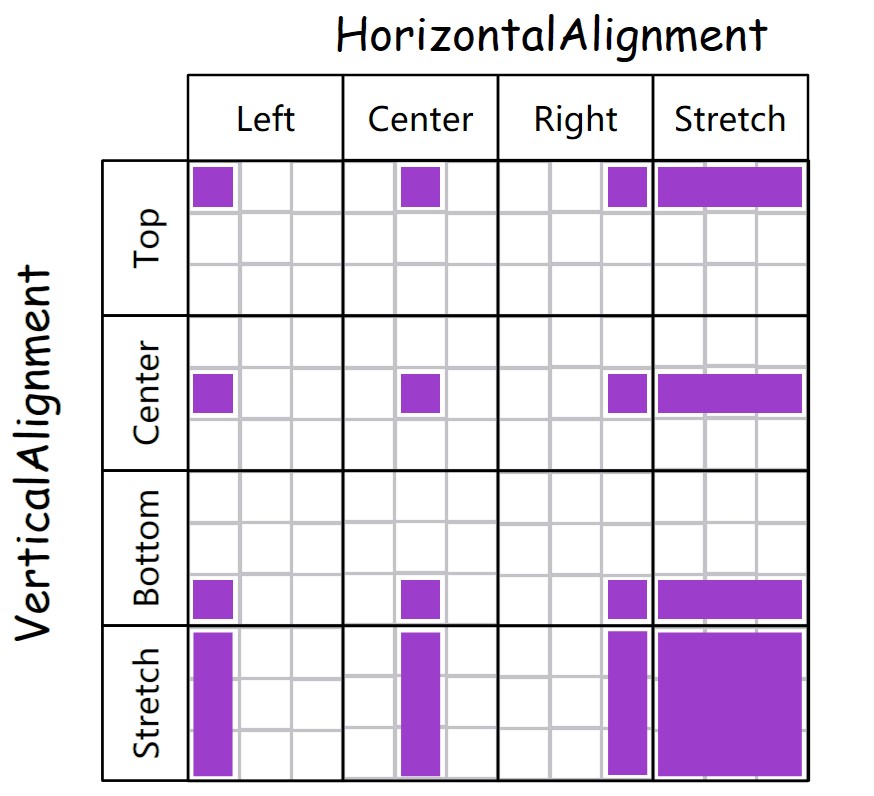 HorizontalAlignment
Left Center Right Stretch
VerticalAlignment
Top
Center
Bottom
Stretch